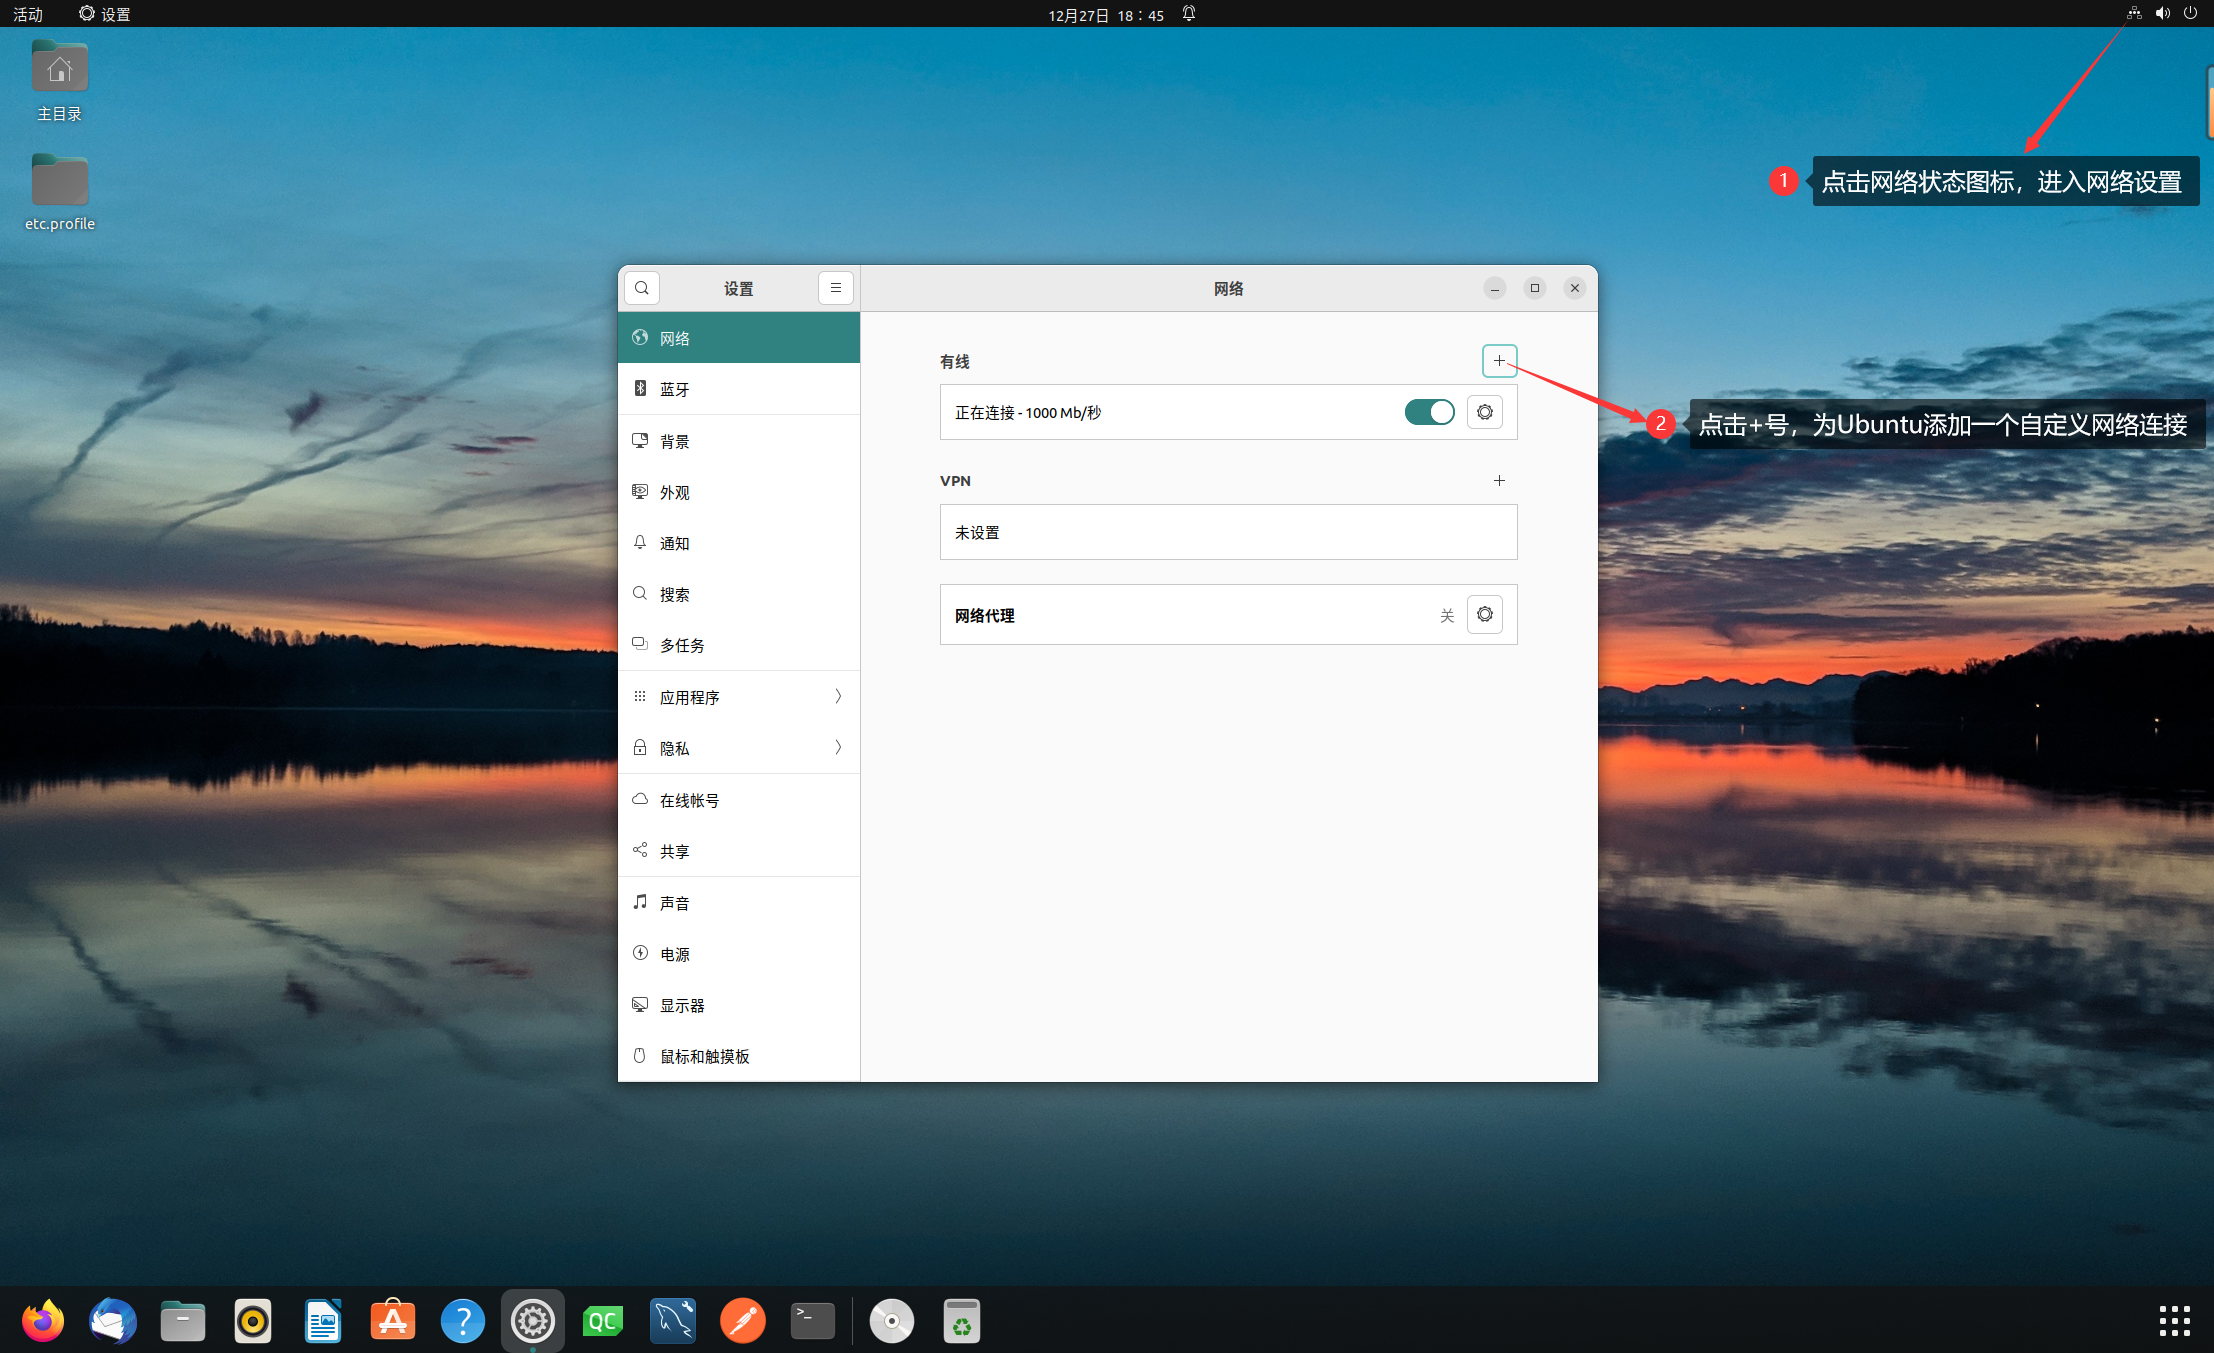 活动
设置
12月27日 18：45
主目录
etc.profile
1
点击网络状态图标，进入网络设置
设置
网络
网络
蓝牙
背景
外观
通知
搜索
多任务
应用程序
隐私
在线帐号
共享
声音
电源
显示器
鼠标和触摸板
有线
正在连接 - 1000 Mb/秒
2
点击+号，为Ubuntu添加一个自定义网络连接
VPN
未设置
网络代理
关
QC